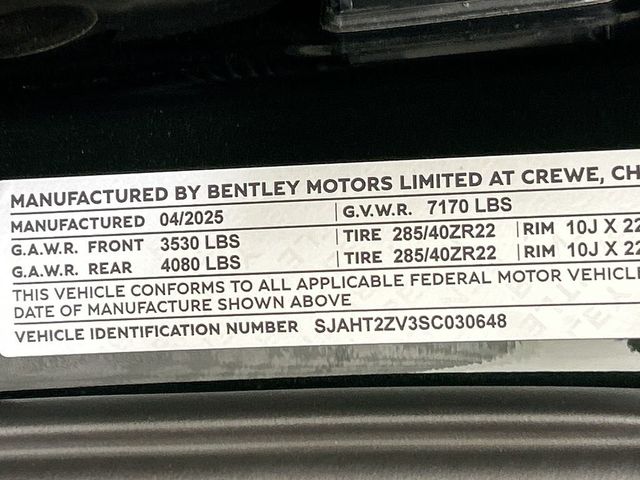 MANUFACTURED BY BENTLEY MOTORS LIMITED AT CREWE, CH
MANUFACTURED 04/2025 G.V.W.R. 7170 LBS
G.A.W.R. FRONT 3530 LBS TIRE 285/40ZR22 RIM 10J X 22
G.A.W.R. REAR 4080 LBS TIRE 285/40ZR22 RIM 10J X 22
THIS VEHICLE CONFORMS TO ALL APPLICABLE FEDERAL MOTOR VEHICLE
DATE OF MANUFACTURE SHOWN ABOVE
VEHICLE IDENTIFICATION NUMBER SJAHT2ZV3SC030648